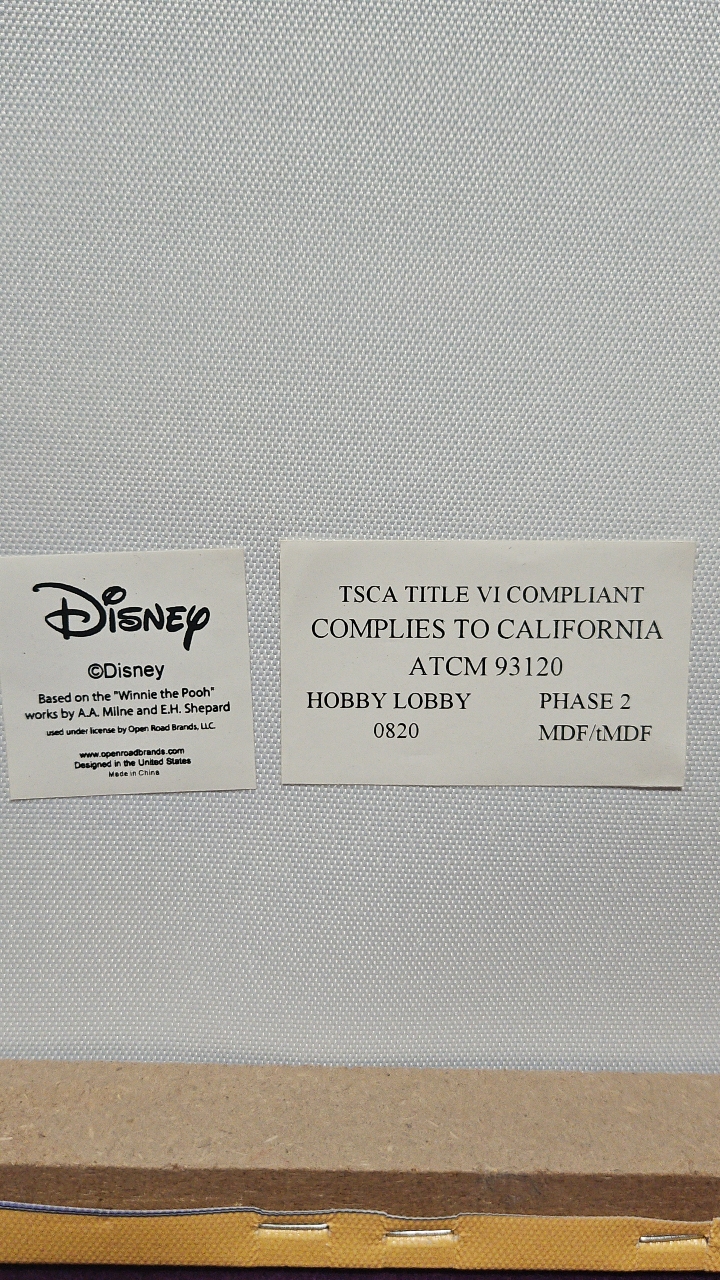 Disney
©Disney
Based on the "Winnie the Pooh"
works by A.A. Milne and E.H. Shepard
used under license by Open Road Brands, LLC.
www.openroadbrands.com
Designed in the United States
Made in China
TSCA TITLE VI COMPLIANT
COMPLIES TO CALIFORNIA
ATCM 93120
HOBBY LOBBY PHASE 2
0820 MDF/tMDF